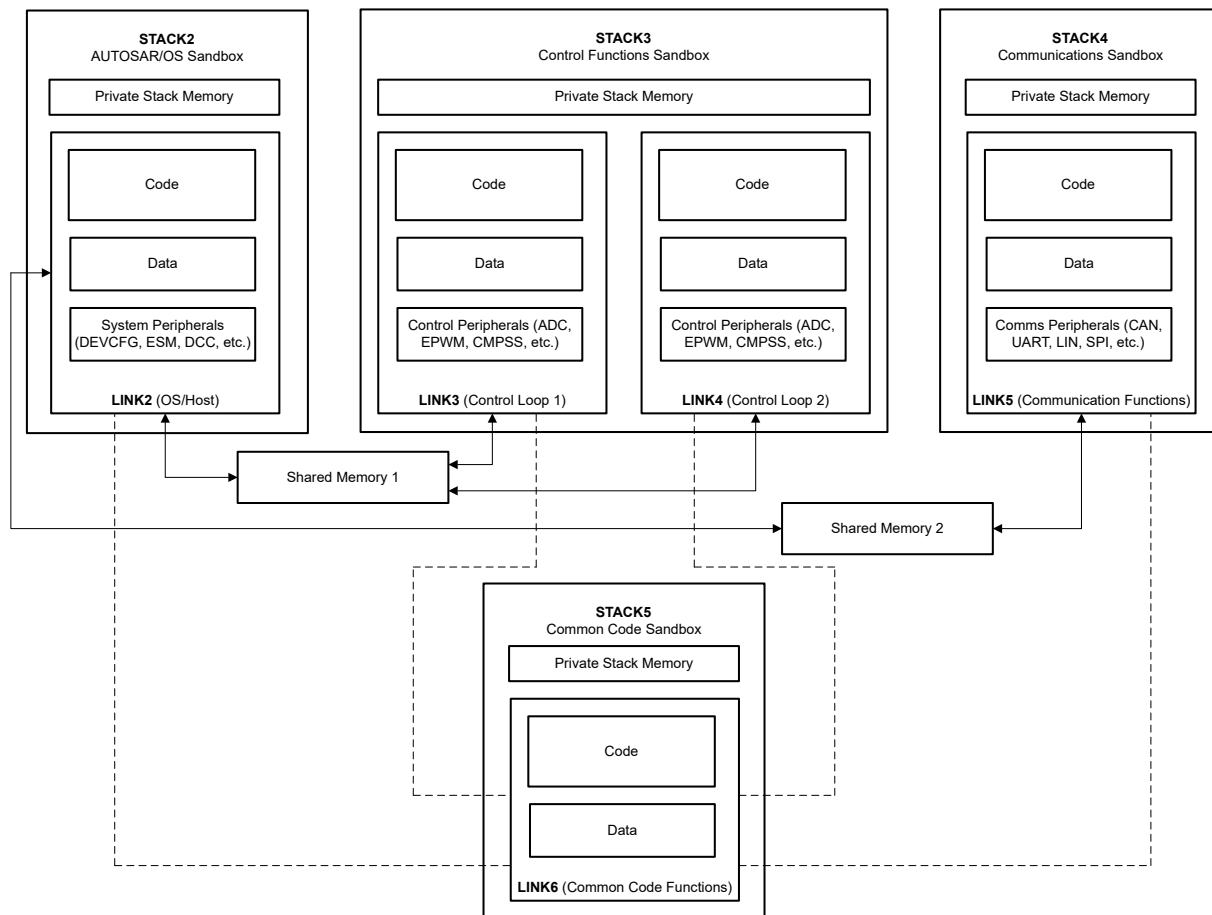 STACK2
AUTOSAR/OS Sandbox
Private Stack Memory
Code
Data
System Peripherals
(DEVCFG, ESM, DCC, etc.)
LINK2 (OS/Host)
STACK3
Control Functions Sandbox
Private Stack Memory
Code
Data
Control Peripherals (ADC,
EPWM, CMPSS, etc.)
LINK3 (Control Loop 1)
Code
Data
Control Peripherals (ADC,
EPWM, CMPSS, etc.)
LINK4 (Control Loop 2)
STACK4
Communications Sandbox
Private Stack Memory
Code
Data
Comms Peripherals (CAN,
UART, LIN, SPI, etc.)
LINK5 (Communication Functions)
Shared Memory 1
Shared Memory 2
STACK5
Common Code Sandbox
Private Stack Memory
Code
Data
LINK6 (Common Code Functions)